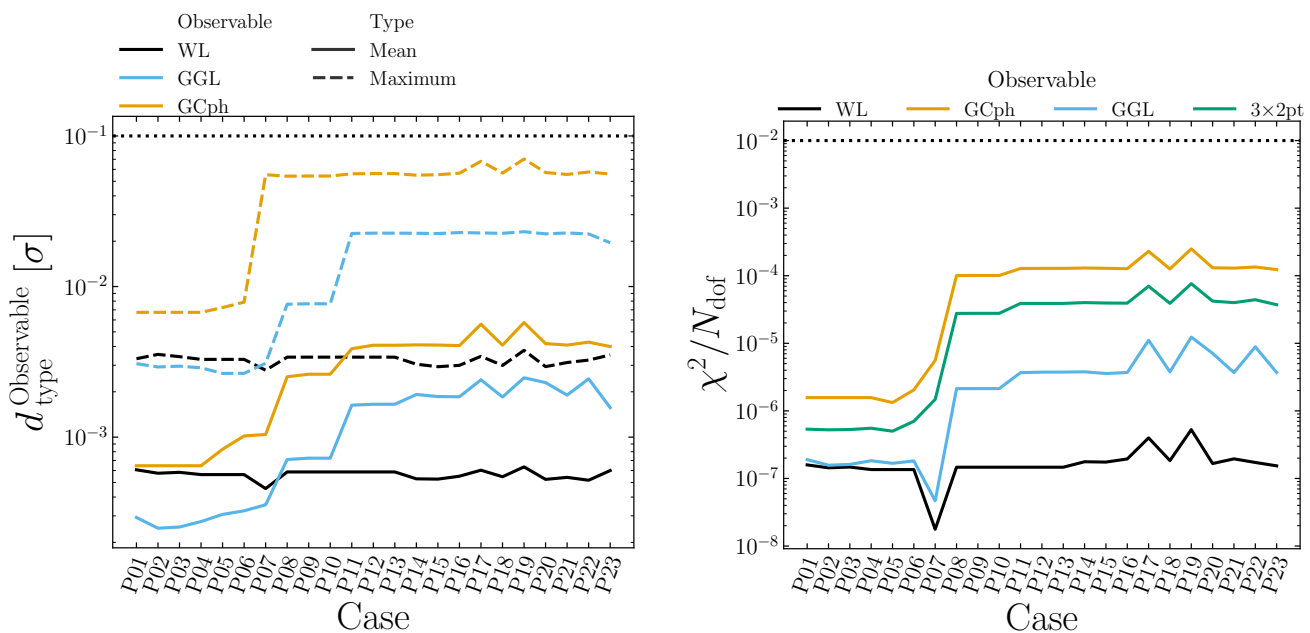 Observable Type
WL Mean
GGL Maximum
GCph
10⁻¹
10⁻²
10⁻³
d^Observable_type [σ]
P01 P02 P03 P04 P05 P06 P07 P08 P09 P10 P11 P12 P13 P14 P15 P16 P17 P18 P19 P20 P21 P22 P23
Case
Observable
WL GCph GGL 3×2pt
10⁻²
10⁻³
10⁻⁴
10⁻⁵
10⁻⁶
10⁻⁷
10⁻⁸
χ²/N_dof
P01 P02 P03 P04 P05 P06 P07 P08 P09 P10 P11 P12 P13 P14 P15 P16 P17 P18 P19 P20 P21 P22 P23
Case